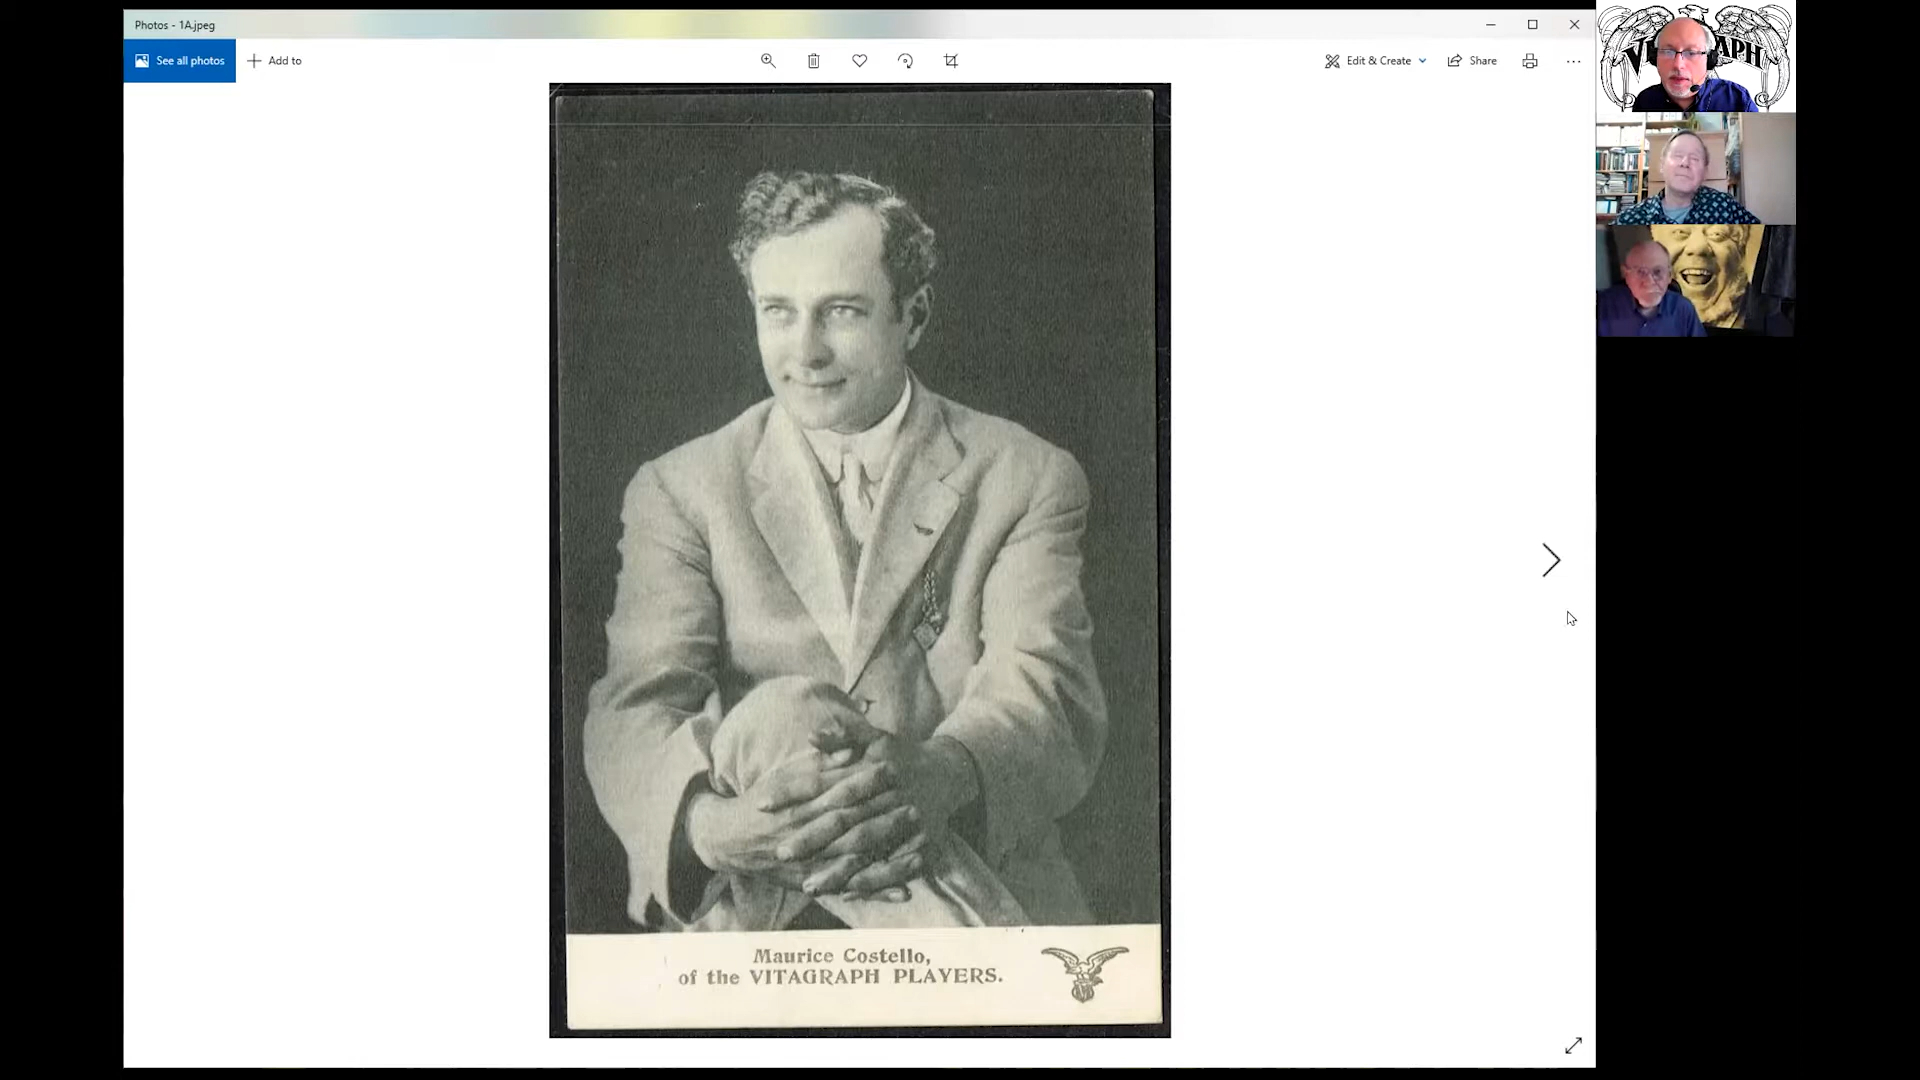 Photos - 1A.jpeg
See all photos
Add to
Edit & Create
Share
Maurice Costello,
of the VITAGRAPH PLAYERS.